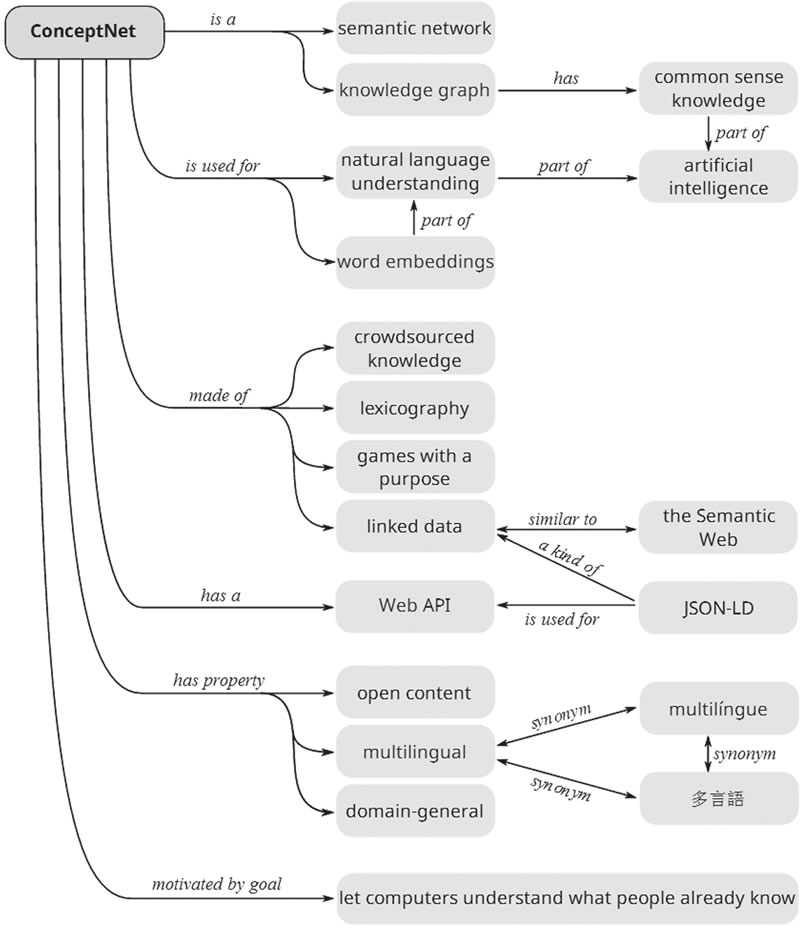 ConceptNet
is a
semantic network
knowledge graph
has
common sense
knowledge
part of
is used for
natural language
understanding
part of
artificial
intelligence
part of
word embeddings
crowdsourced
knowledge
made of
lexicography
games with a
purpose
linked data
similar to
the Semantic
Web
a kind of
has a
Web API
is used for
JSON-LD
has property
open content
synonym
multilíngue
multilingual
synonym
synonym
多言語
domain-general
motivated by goal
let computers understand what people already know